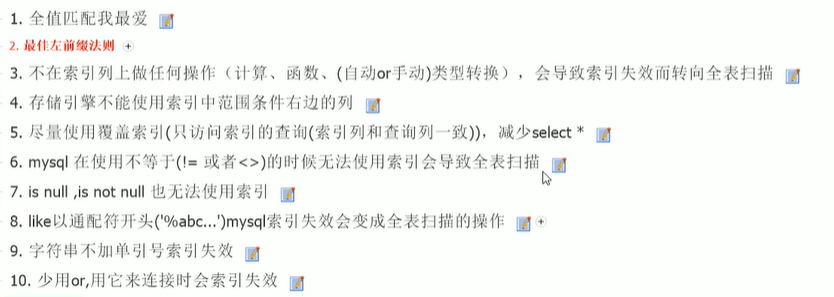 1. 全值匹配我最爱
2. 最佳左前缀法则
3. 不在索引列上做任何操作（计算、函数、(自动or手动)类型转换），会导致索引失效而转向全表扫描
4. 存储引擎不能使用索引中范围条件右边的列
5. 尽量使用覆盖索引(只访问索引的查询(索引列和查询列一致))，减少select *
6. mysql 在使用不等于(!= 或者<>)的时候无法使用索引会导致全表扫描
7. is null ,is not null 也无法使用索引
8. like以通配符开头('%abc...')mysql索引失效会变成全表扫描的操作
9. 字符串不加单引号索引失效
10. 少用or,用它来连接时会索引失效